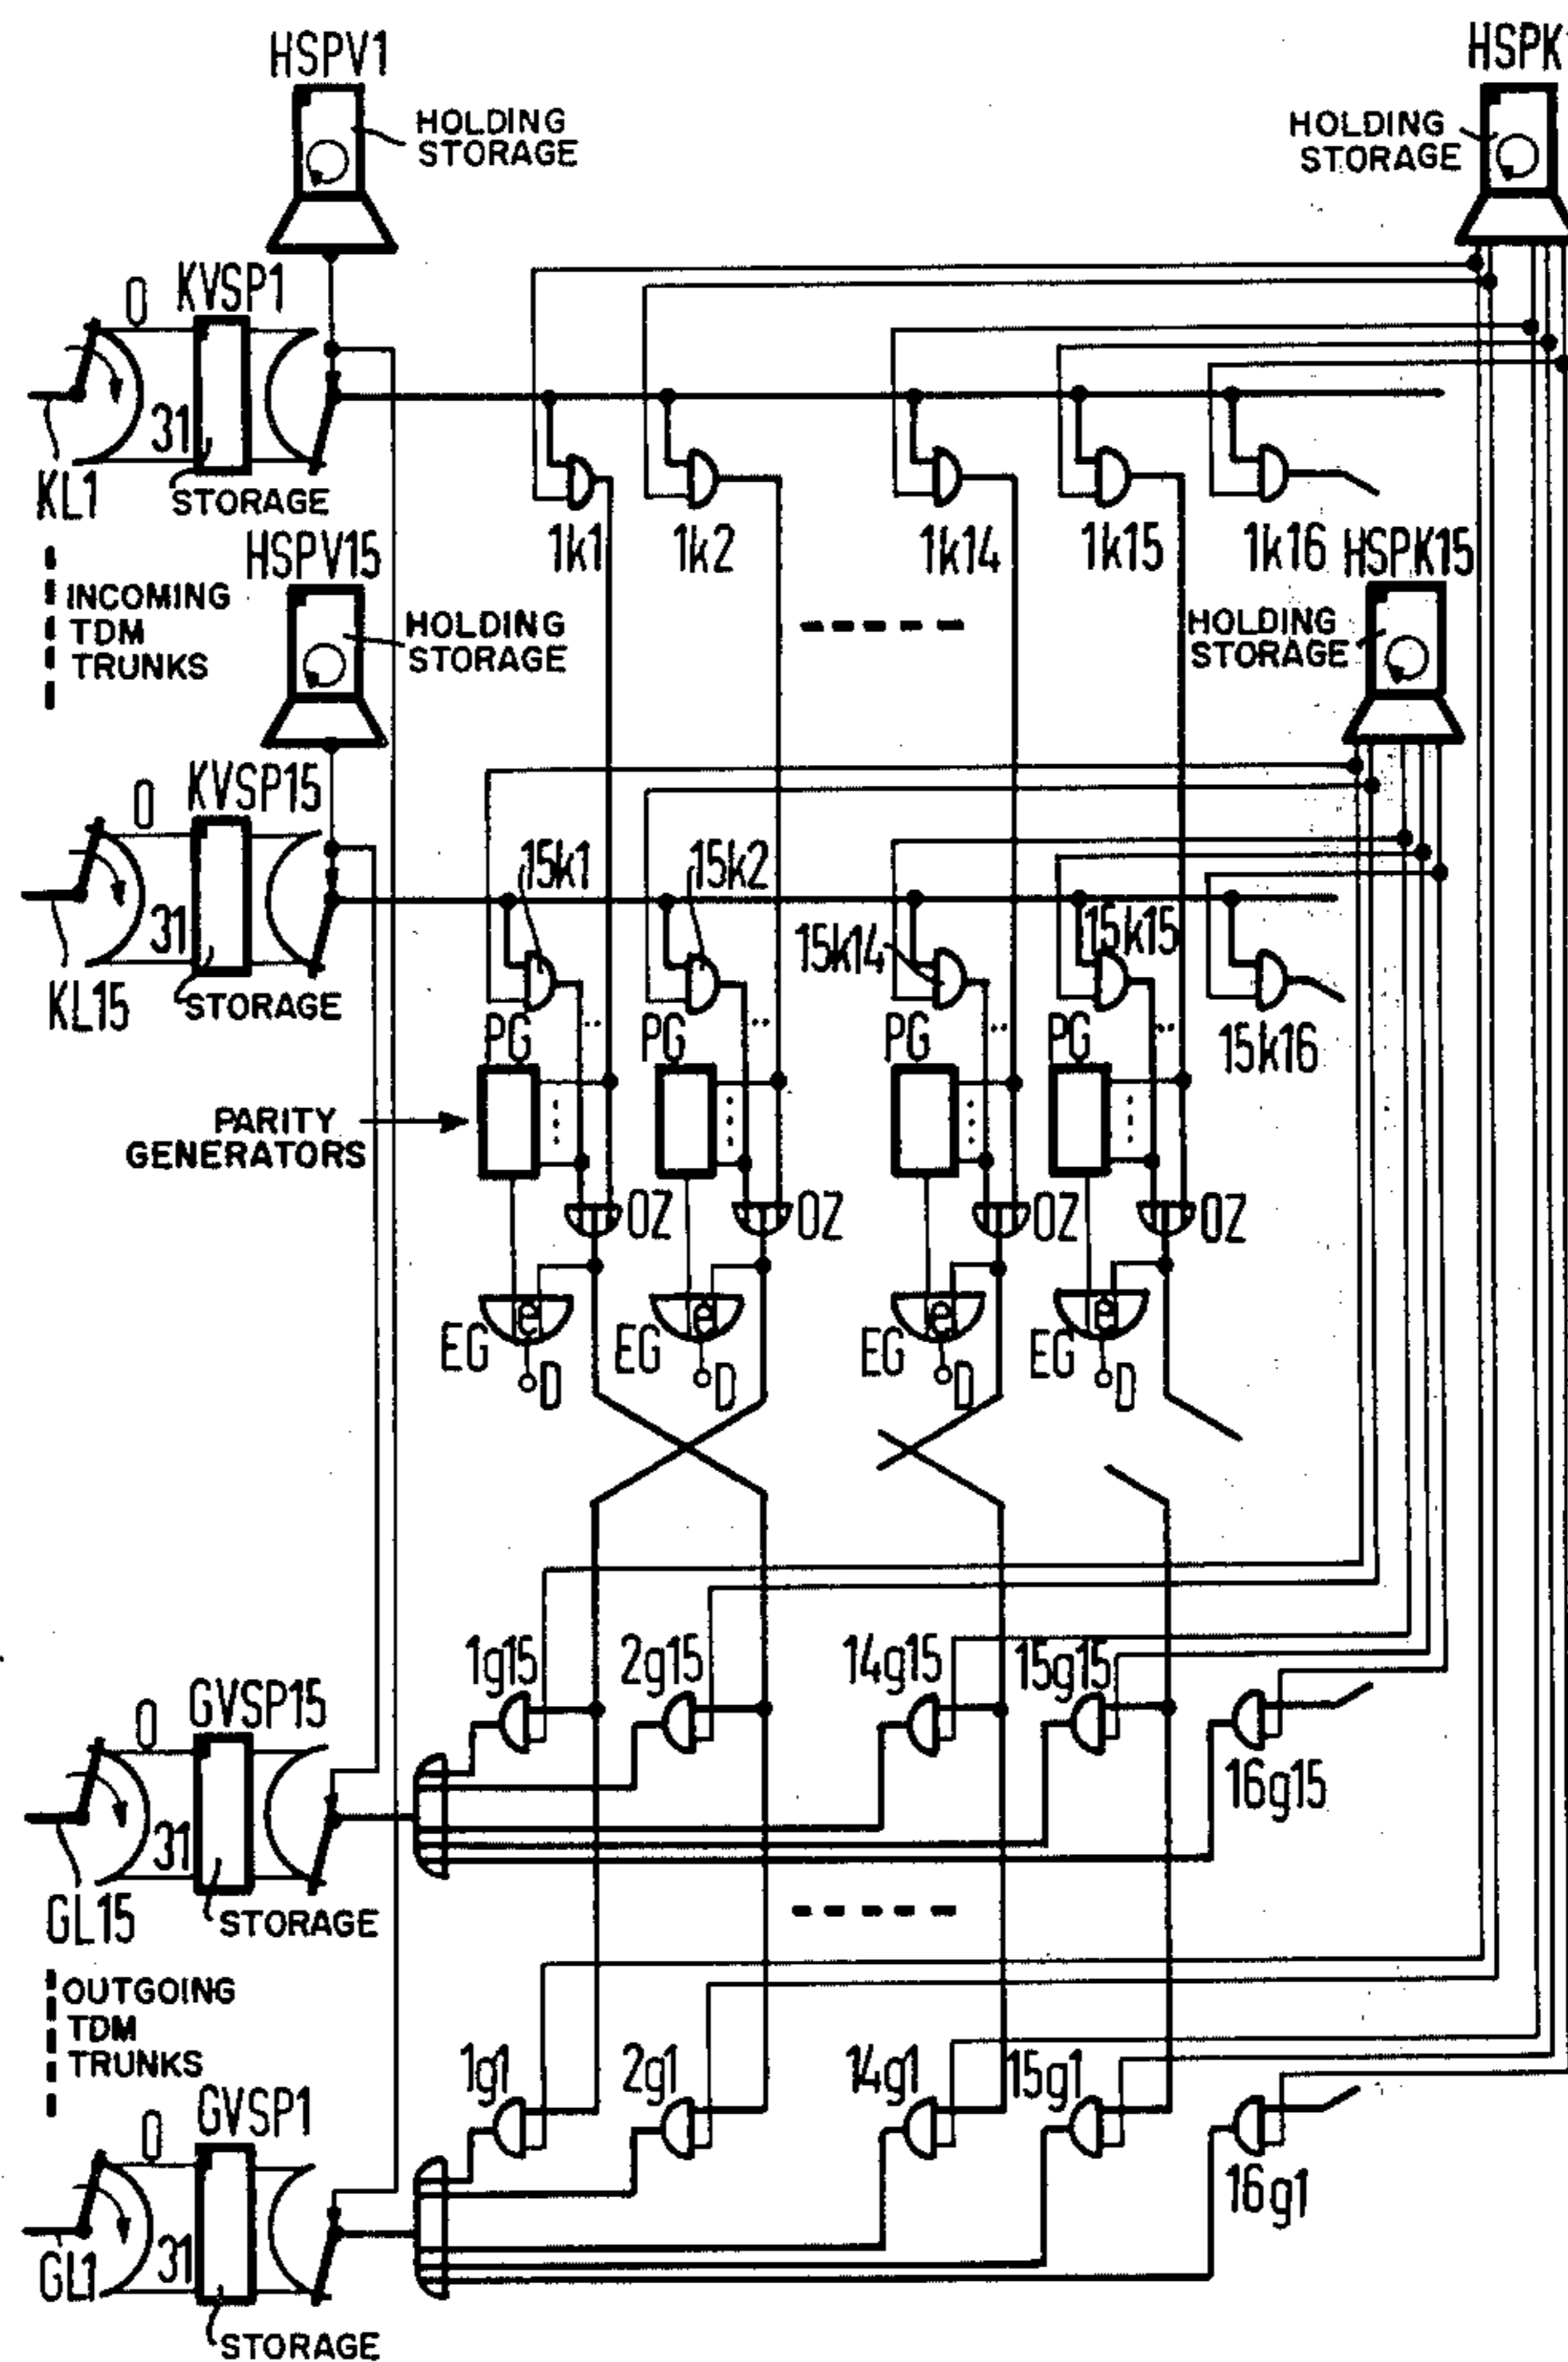 HSPV1
HSPK
HOLDING
STORAGE
HOLDING
STORAGE
0
KVSP1
31
KL1
STORAGE
1k1
1k2
1k14
1k15
1k16
HSPV15
HSPK15
INCOMING
TDM
TRUNKS
HOLDING
STORAGE
HOLDING
STORAGE
0
KVSP15
15k1
15k2
31
15k14
15k15
KL15
STORAGE
15k16
PG
PG
PG
PG
PARITY
GENERATORS
OZ
OZ
OZ
OZ
e
e
e
e
EG
EG
EG
EG
D
D
D
D
1g15
2g15
14g15
15g15
0
GVSP15
31
16g15
GL15
STORAGE
OUTGOING
TDM
TRUNKS
1g1
2g1
14g1
15g1
0
GVSP1
31
16g1
GL1
STORAGE